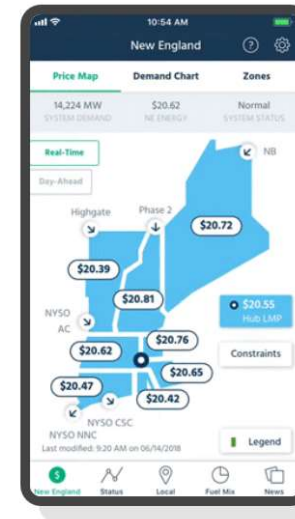 10:54 AM
New England
?
Price Map Demand Chart Zones
14,224 MW $20.62 Normal
SYSTEM DEMAND NE ENERGY SYSTEM STATUS
Real-Time
NB
Day-Ahead
Highgate Phase 2
$20.72
$20.39
$20.81
$20.55
Hub LMP
NYSO
AC
$20.76
$20.62
Constraints
$20.65
$20.47
$20.42
NYSO CSC
NYSO NNC
Last modified: 9:20 AM on 06/14/2018
Legend
$
New England Status Local Fuel Mix News